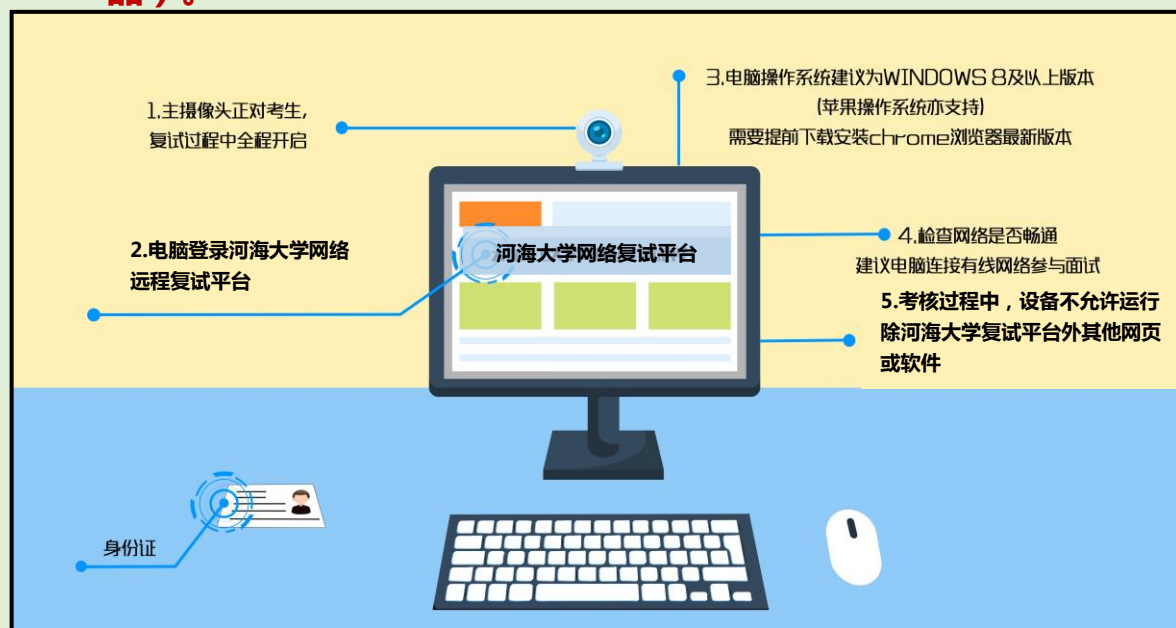 品）。
1.主摄像头正对考生,
复试过程中全程开启
3.电脑操作系统建议为WINDOWS 8及以上版本
(苹果操作系统亦支持)
需要提前下载安装chrome浏览器最新版本
2.电脑登录河海大学网络
远程复试平台
河海大学网络复试平台
4.检查网络是否畅通
建议电脑连接有线网络参与面试
5.考核过程中，设备不允许运行
除河海大学复试平台外其他网页
或软件
身份证